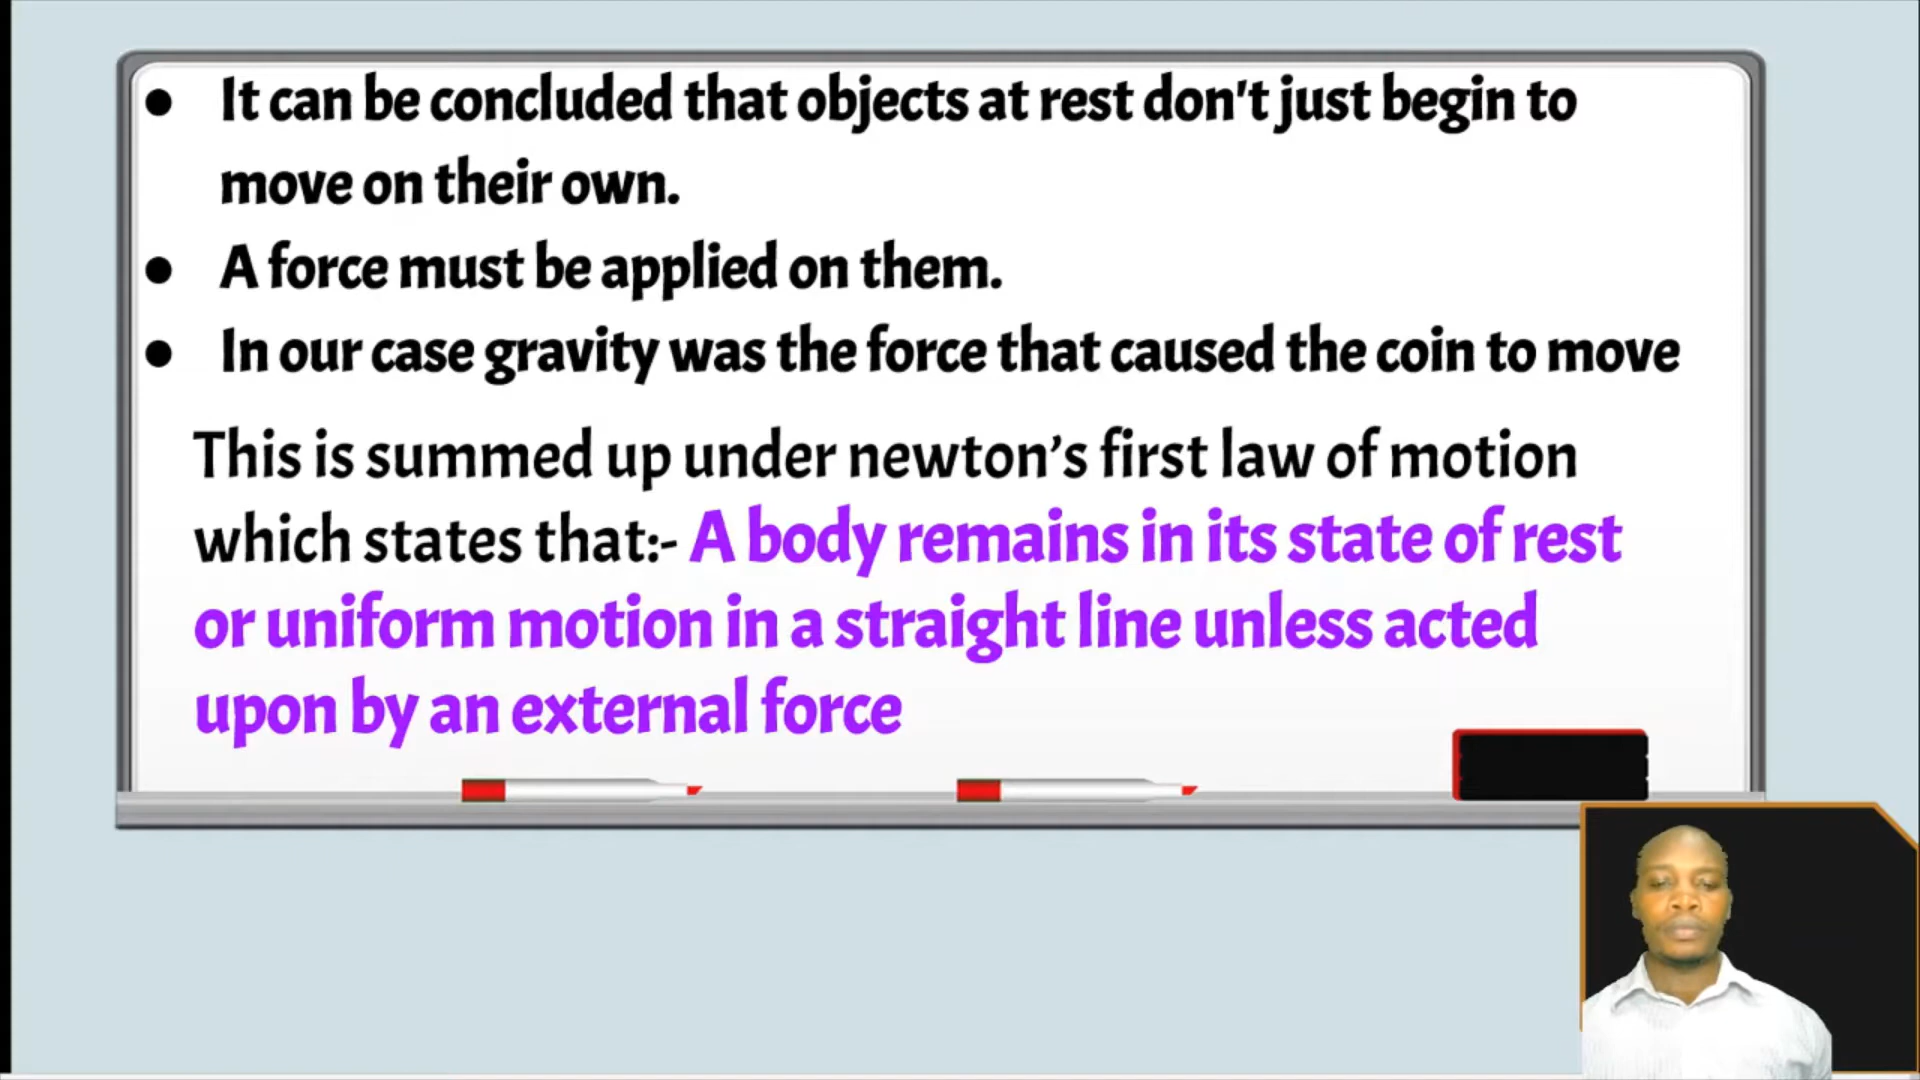 ● It can be concluded that objects at rest don't just begin to
move on their own.
● A force must be applied on them.
● In our case gravity was the force that caused the coin to move
This is summed up under newton’s first law of motion
which states that:- A body remains in its state of rest
or uniform motion in a straight line unless acted
upon by an external force